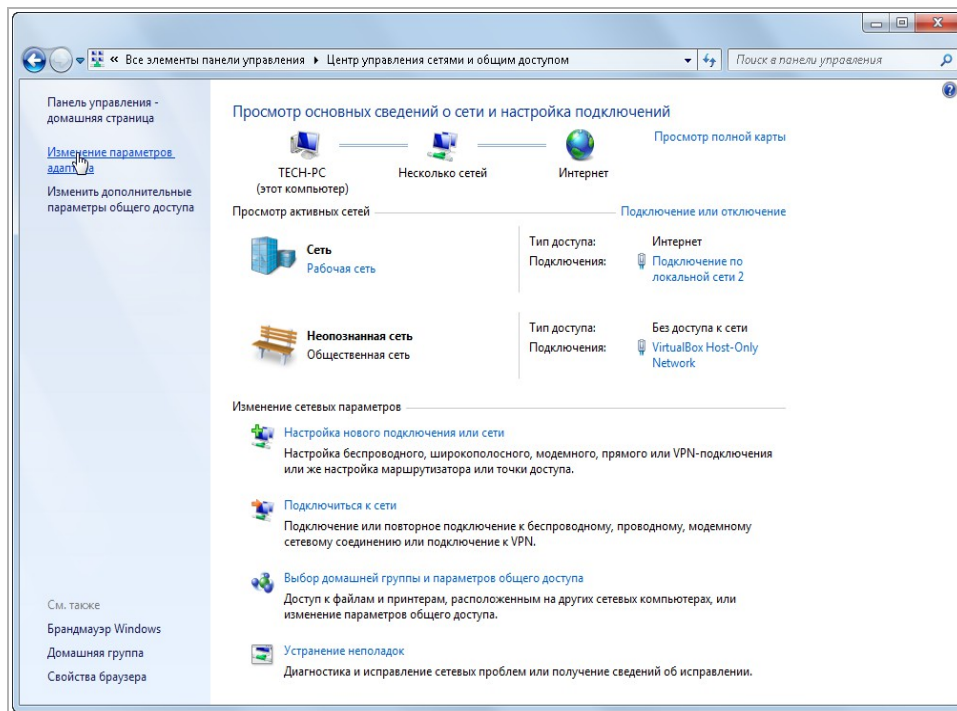 « Все элементы панели управления ▸ Центр управления сетями и общим доступом
Поиск в панели управления
Панель управления -
домашняя страница
Изменение параметров
адаптера
Изменить дополнительные
параметры общего доступа
См. также
Брандмауэр Windows
Домашняя группа
Свойства браузера
Просмотр основных сведений о сети и настройка подключений
Просмотр полной карты
TECH-PC
(этот компьютер)
Несколько сетей
Интернет
Просмотр активных сетей
Подключение или отключение
Сеть
Рабочая сеть
Тип доступа: Интернет
Подключения: Подключение по
локальной сети 2
Неопознанная сеть
Общественная сеть
Тип доступа: Без доступа к сети
Подключения: VirtualBox Host-Only
Network
Изменение сетевых параметров
Настройка нового подключения или сети
Настройка беспроводного, широкополосного, модемного, прямого или VPN-подключения
или же настройка маршрутизатора или точки доступа.
Подключиться к сети
Подключение или повторное подключение к беспроводному, проводному, модемному
сетевому соединению или подключение к VPN.
Выбор домашней группы и параметров общего доступа
Доступ к файлам и принтерам, расположенным на других сетевых компьютерах, или
изменение параметров общего доступа.
Устранение неполадок
Диагностика и исправление сетевых проблем или получение сведений об исправлении.